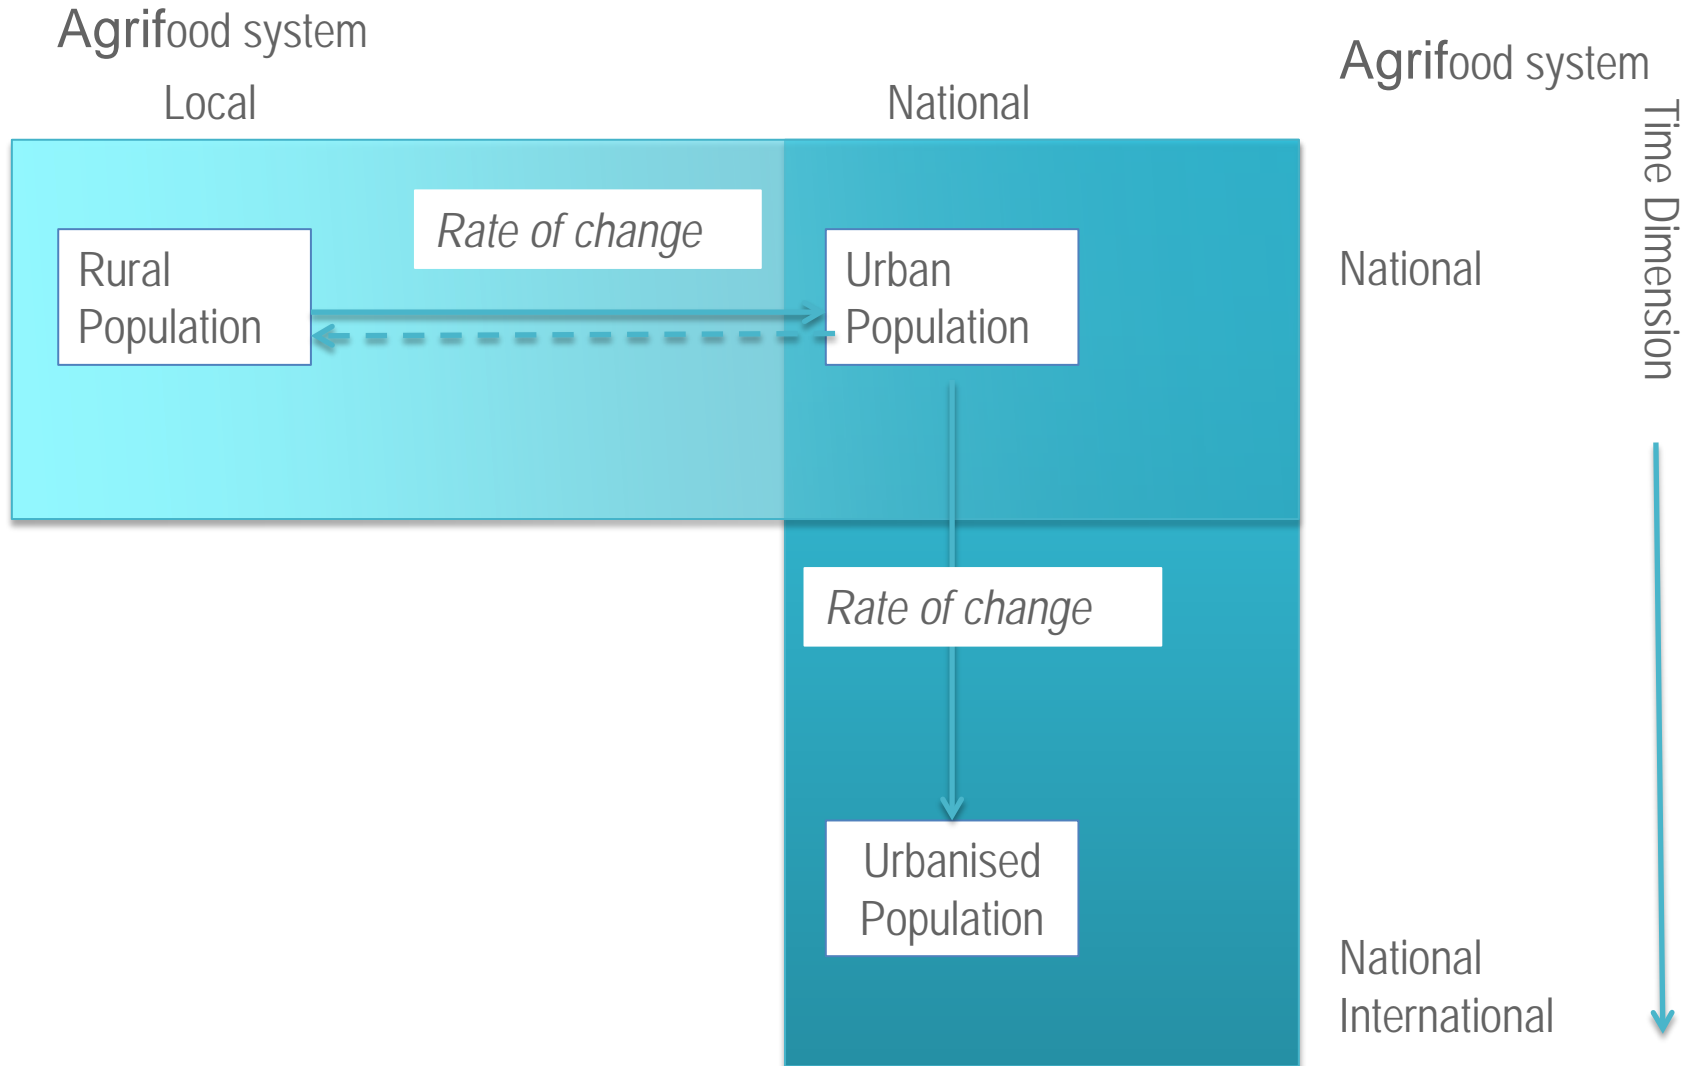 Agrifood system
Agrifood system
Local
National
Time Dimension
Rate of change
Rural
Population
Urban
Population
National
Rate of change
Urbanised
Population
National
International